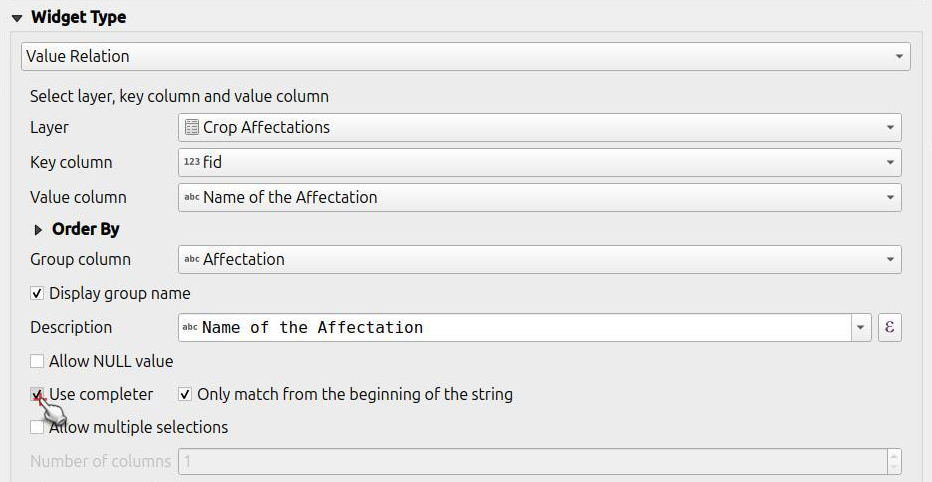 Widget Type
Value Relation
Select layer, key column and value column
Layer Crop Affectations
Key column 123 fid
Value column abc Name of the Affectation
Order By
Group column abc Affectation
Display group name
Description abc Name of the Affectation ε
Allow NULL value
Use completer Only match from the beginning of the string
Allow multiple selections
Number of columns 1